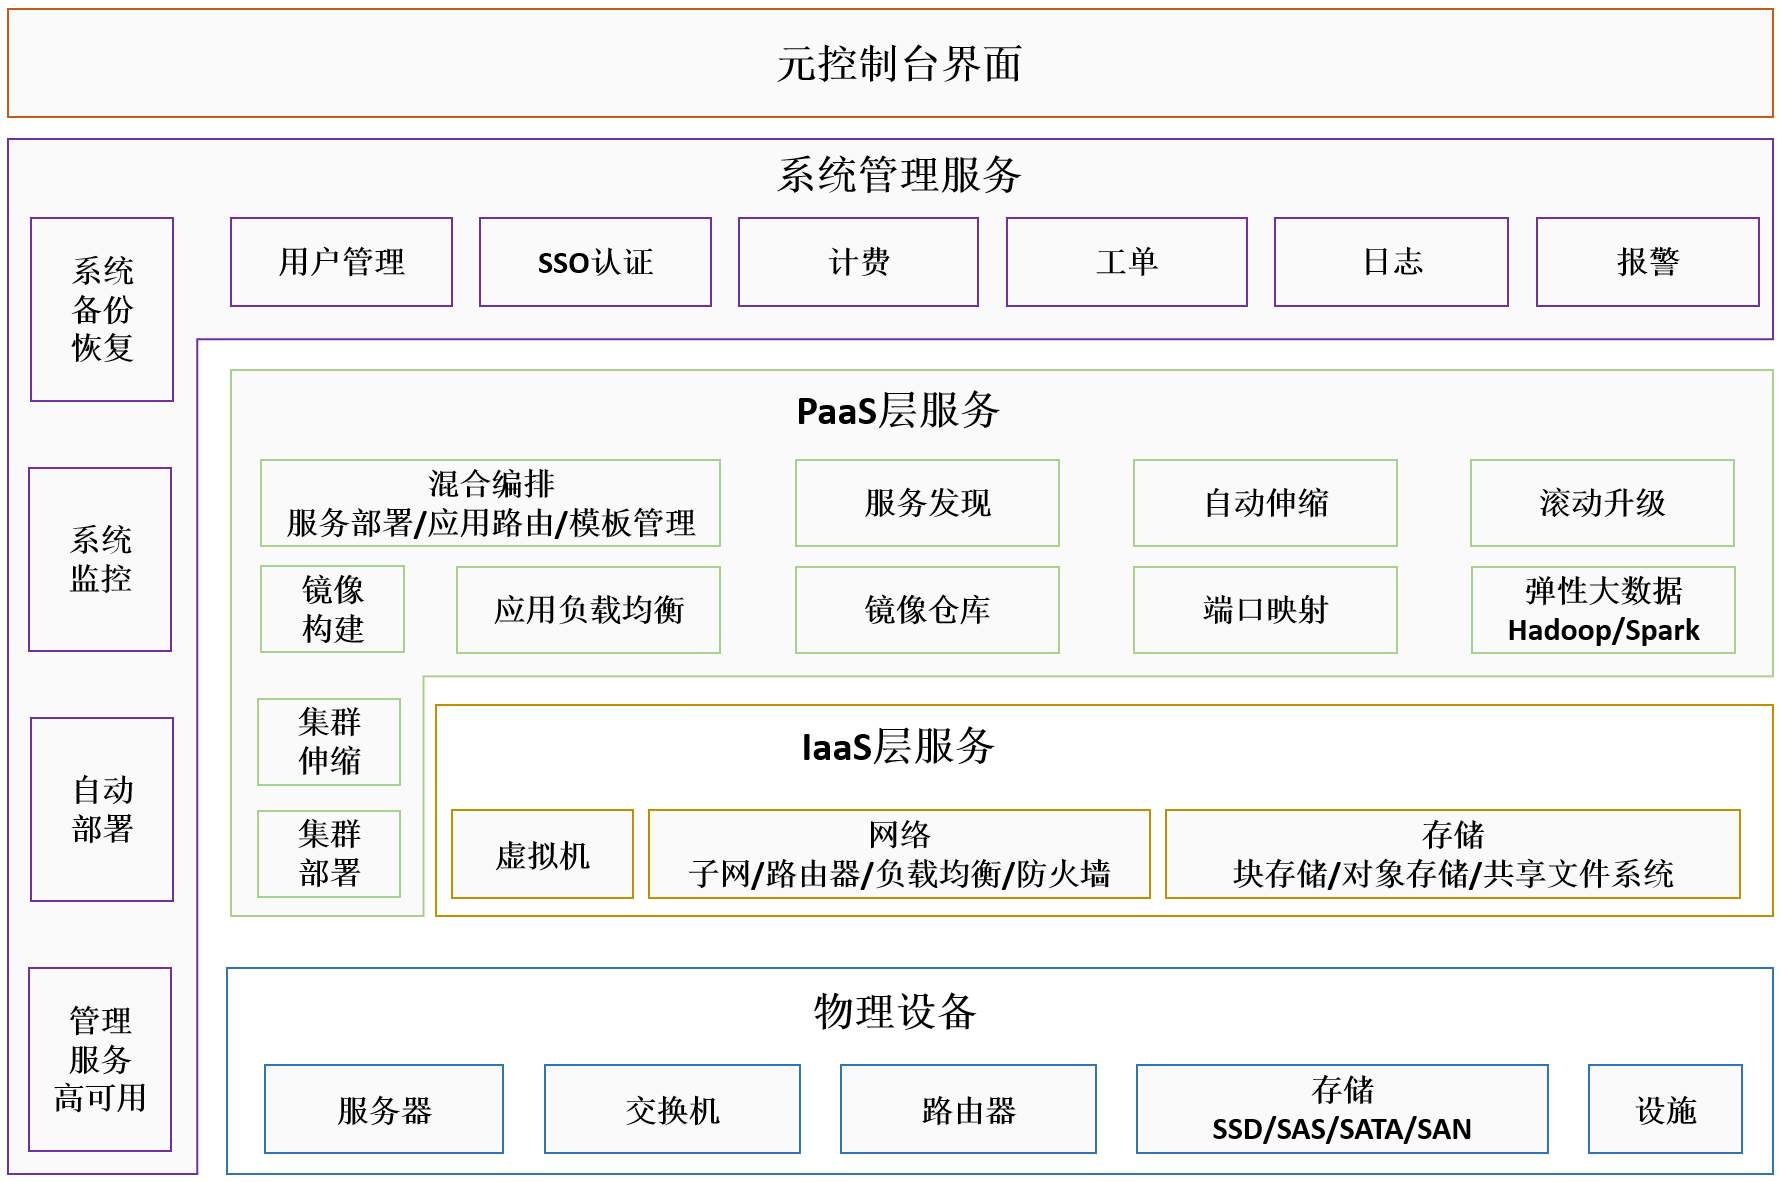 元控制台界面
系统管理服务
系统
备份
恢复
用户管理
SSO认证
计费
工单
日志
报警
系统
监控
自动
部署
管理
服务
高可用
PaaS层服务
混合编排
服务部署/应用路由/模板管理
服务发现
自动伸缩
滚动升级
镜像
构建
应用负载均衡
镜像仓库
端口映射
弹性大数据
Hadoop/Spark
集群
伸缩
集群
部署
IaaS层服务
虚拟机
网络
子网/路由器/负载均衡/防火墙
存储
块存储/对象存储/共享文件系统
物理设备
服务器
交换机
路由器
存储
SSD/SAS/SATA/SAN
设施